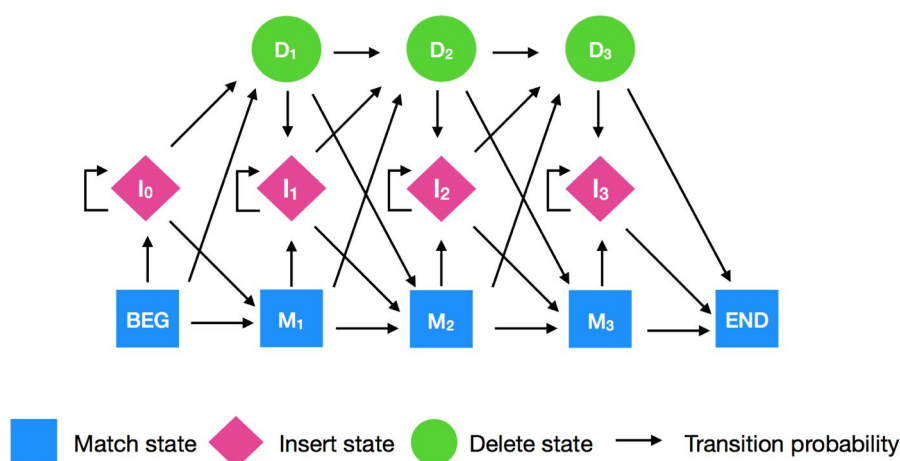 D₁ D₂ D₃
I₀ I₁ I₂ I₃
BEG M₁ M₂ M₃ END
Match state Insert state Delete state Transition probability